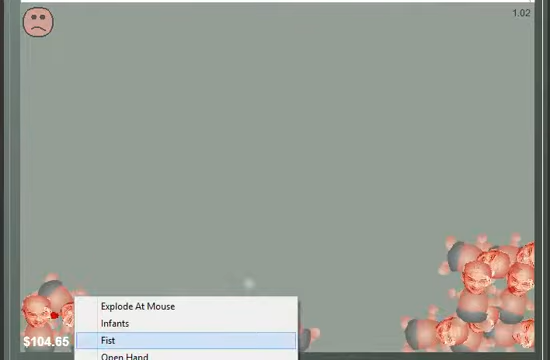 1.02
Explode At Mouse
Infants
Fist
Open Hand
$104.65